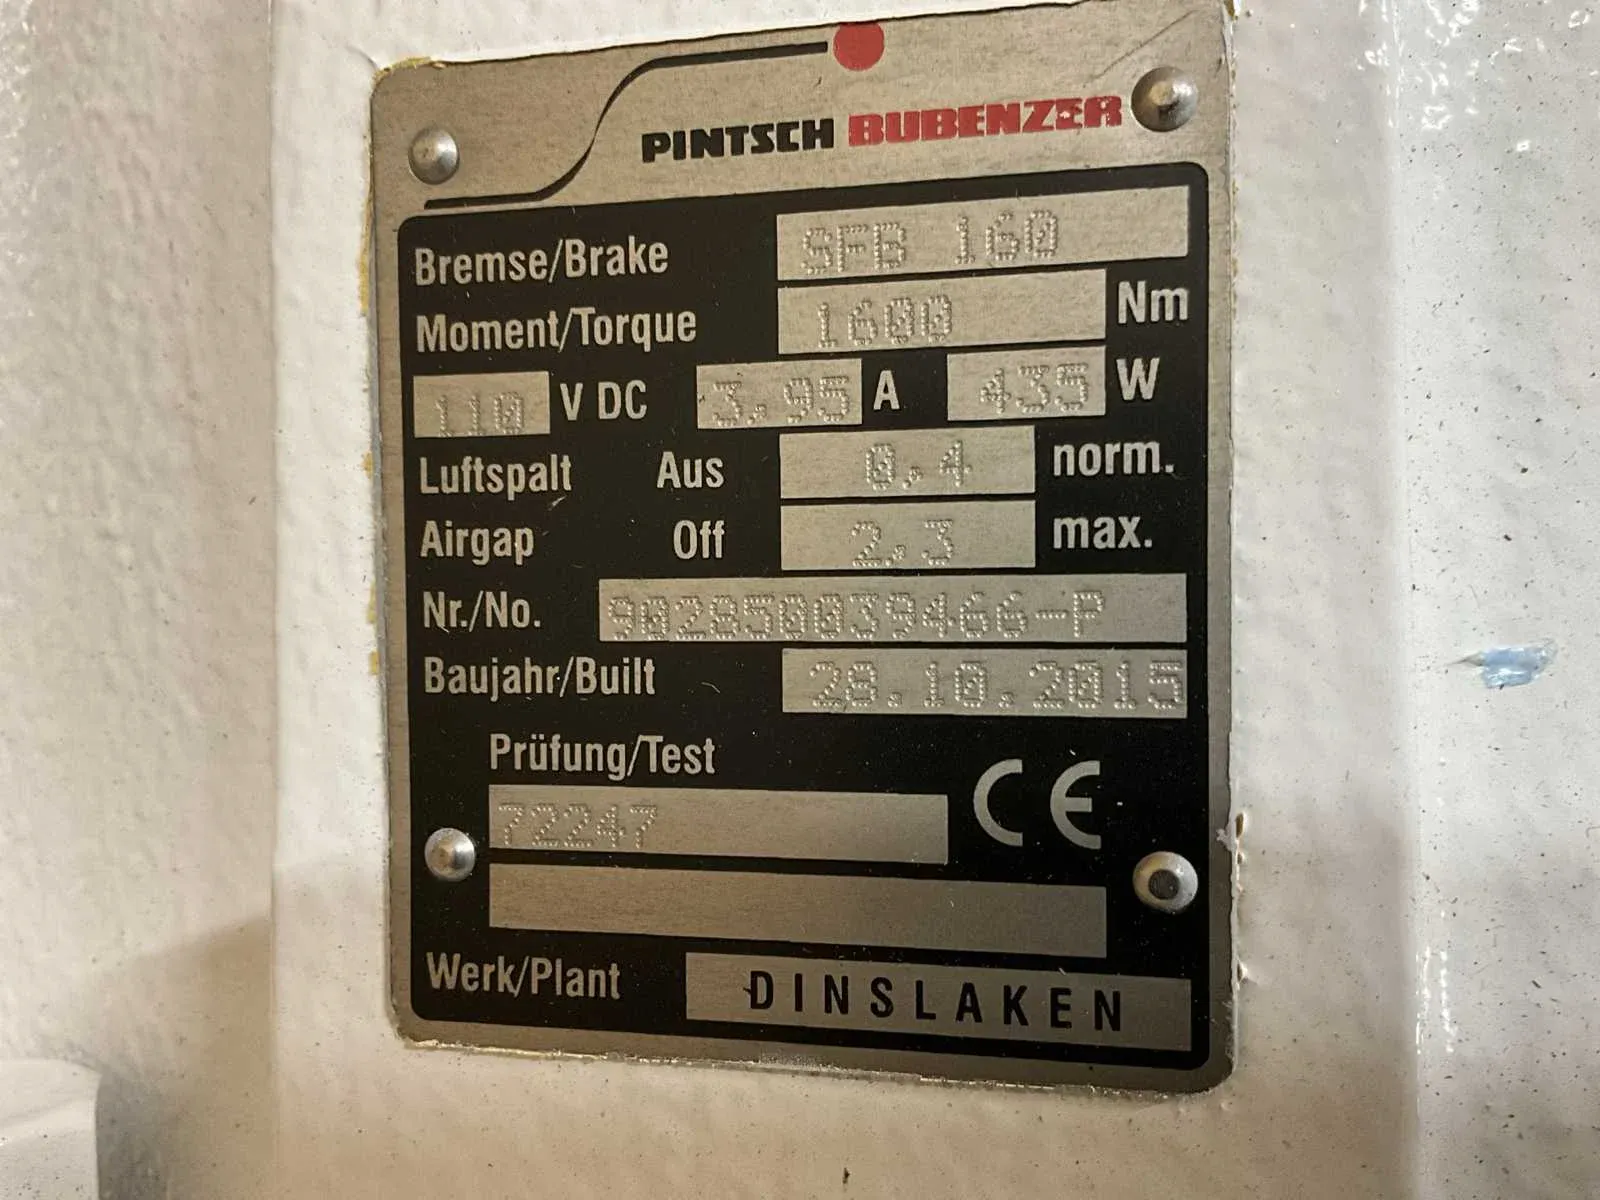 PINTSCH BUBENZER
Bremse/Brake SFB 160
Moment/Torque 1600 Nm
110 V DC 3.95 A 435 W
Luftspalt Aus 0,4 norm.
Airgap Off 2,3 max.
Nr./No. 902850039466-P
Baujahr/Built 28.10.2015
Prüfung/Test
72247
CE
Werk/Plant DINSLAKEN